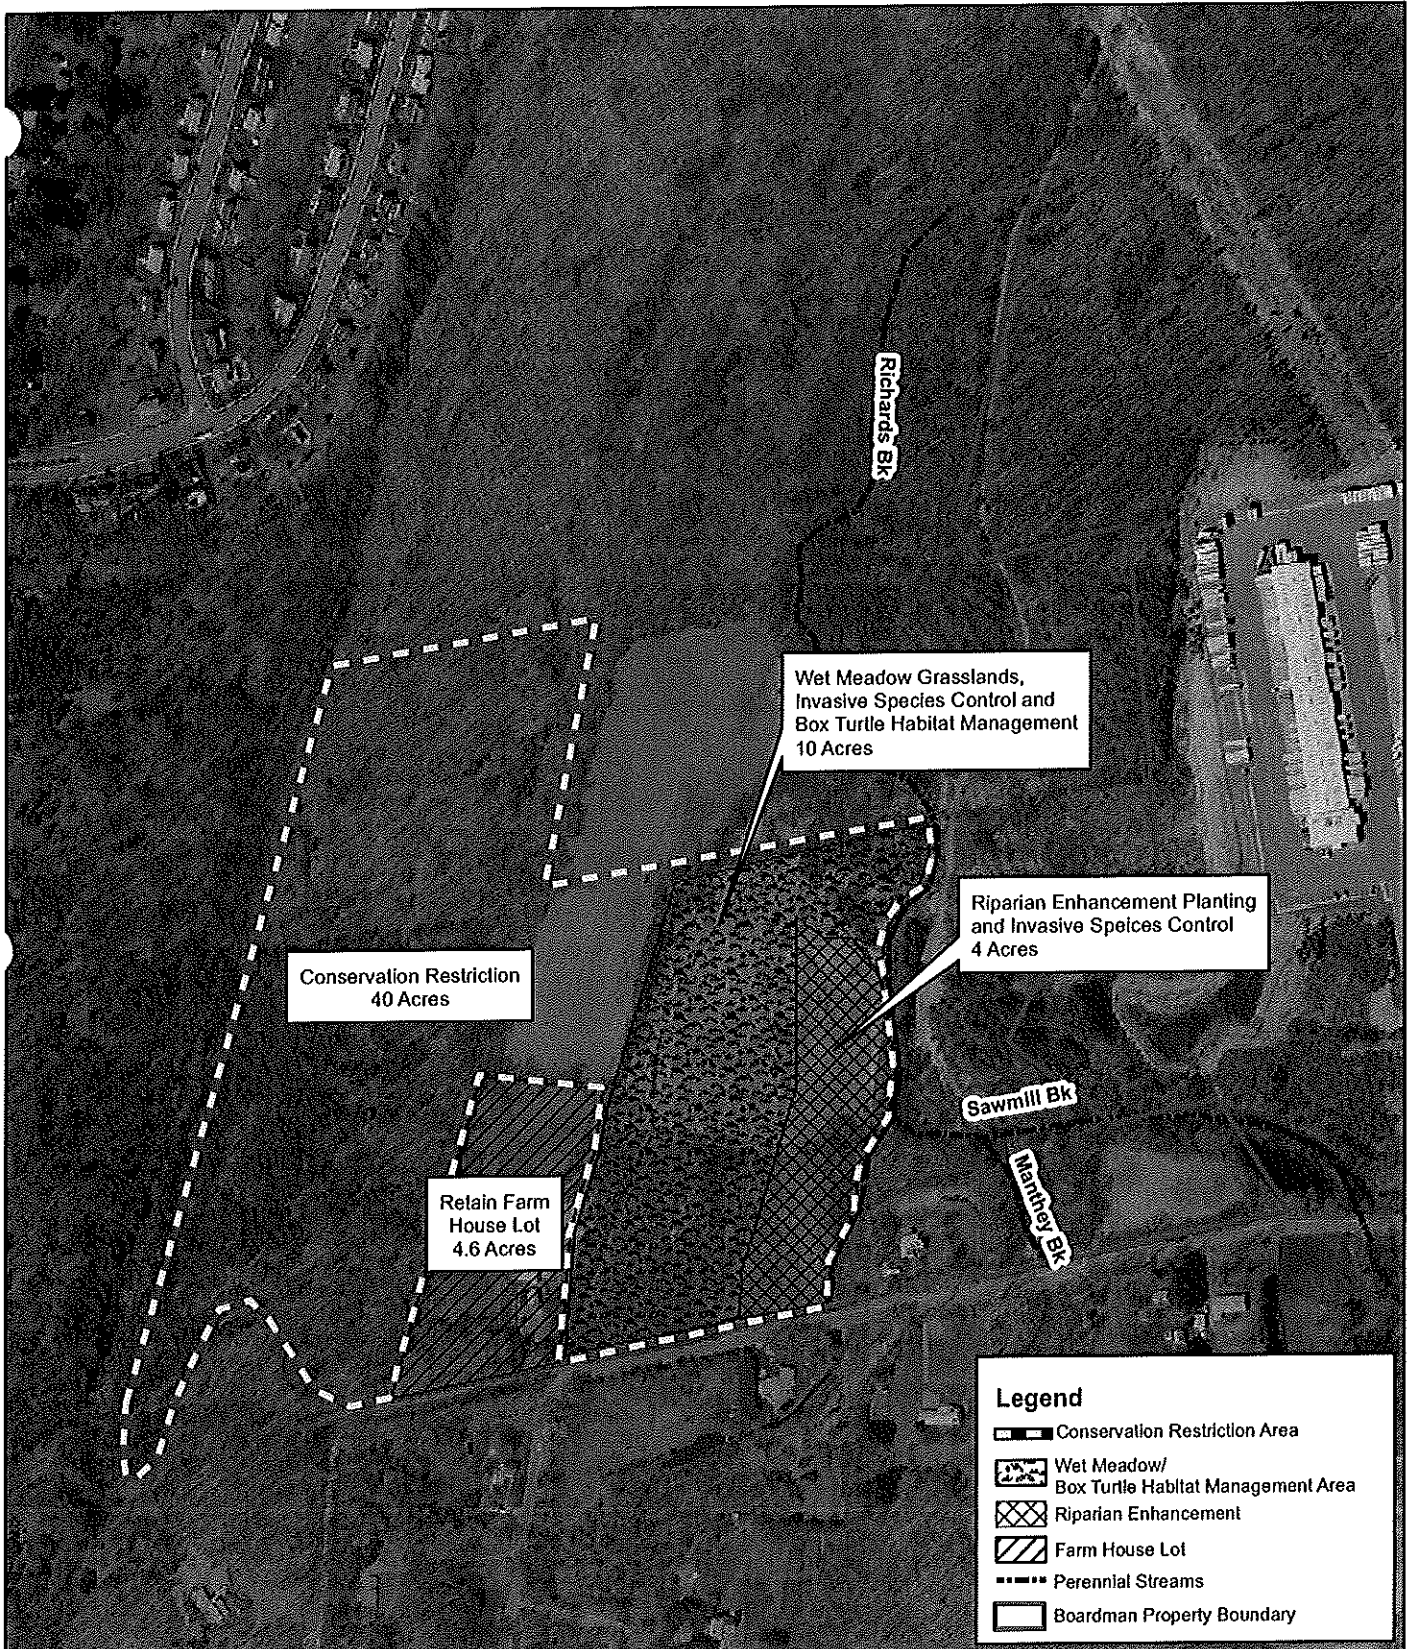 Richards Bk
Wet Meadow Grasslands,
Invasive Species Control and
Box Turtle Habitat Management
10 Acres
Riparian Enhancement Planting
and Invasive Speices Control
4 Acres
Conservation Restriction
40 Acres
Sawmill Bk
Manthey Bk
Retain Farm
House Lot
4.6 Acres
Legend
Conservation Restriction Area
Wet Meadow/
Box Turtle Habitat Management Area
Riparian Enhancement
Farm House Lot
Perennial Streams
Boardman Property Boundary